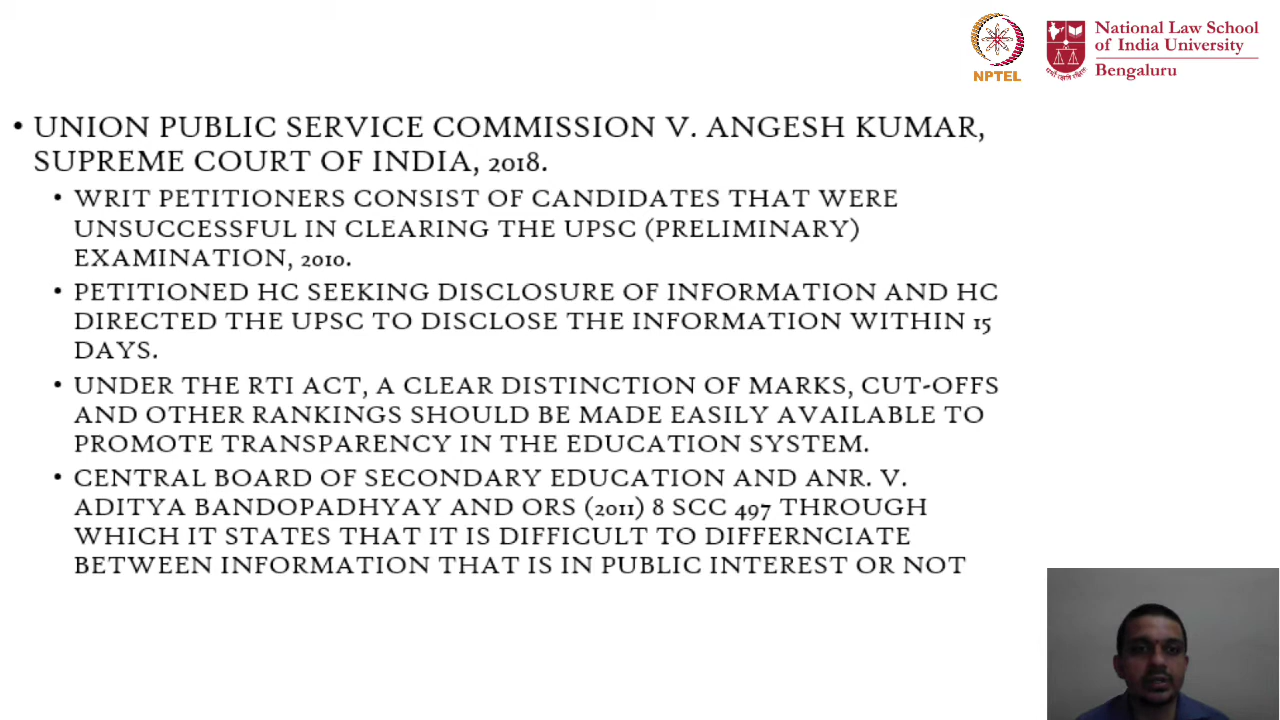 NPTEL
National Law School
of India University
Bengaluru
• UNION PUBLIC SERVICE COMMISSION V. ANGESH KUMAR,
SUPREME COURT OF INDIA, 2018.
• WRIT PETITIONERS CONSIST OF CANDIDATES THAT WERE
UNSUCCESSFUL IN CLEARING THE UPSC (PRELIMINARY)
EXAMINATION, 2010.
• PETITIONED HC SEEKING DISCLOSURE OF INFORMATION AND HC
DIRECTED THE UPSC TO DISCLOSE THE INFORMATION WITHIN 15
DAYS.
• UNDER THE RTI ACT, A CLEAR DISTINCTION OF MARKS, CUT-OFFS
AND OTHER RANKINGS SHOULD BE MADE EASILY AVAILABLE TO
PROMOTE TRANSPARENCY IN THE EDUCATION SYSTEM.
• CENTRAL BOARD OF SECONDARY EDUCATION AND ANR. V.
ADITYA BANDOPADHYAY AND ORS (2011) 8 SCC 497 THROUGH
WHICH IT STATES THAT IT IS DIFFICULT TO DIFFERNCIATE
BETWEEN INFORMATION THAT IS IN PUBLIC INTEREST OR NOT